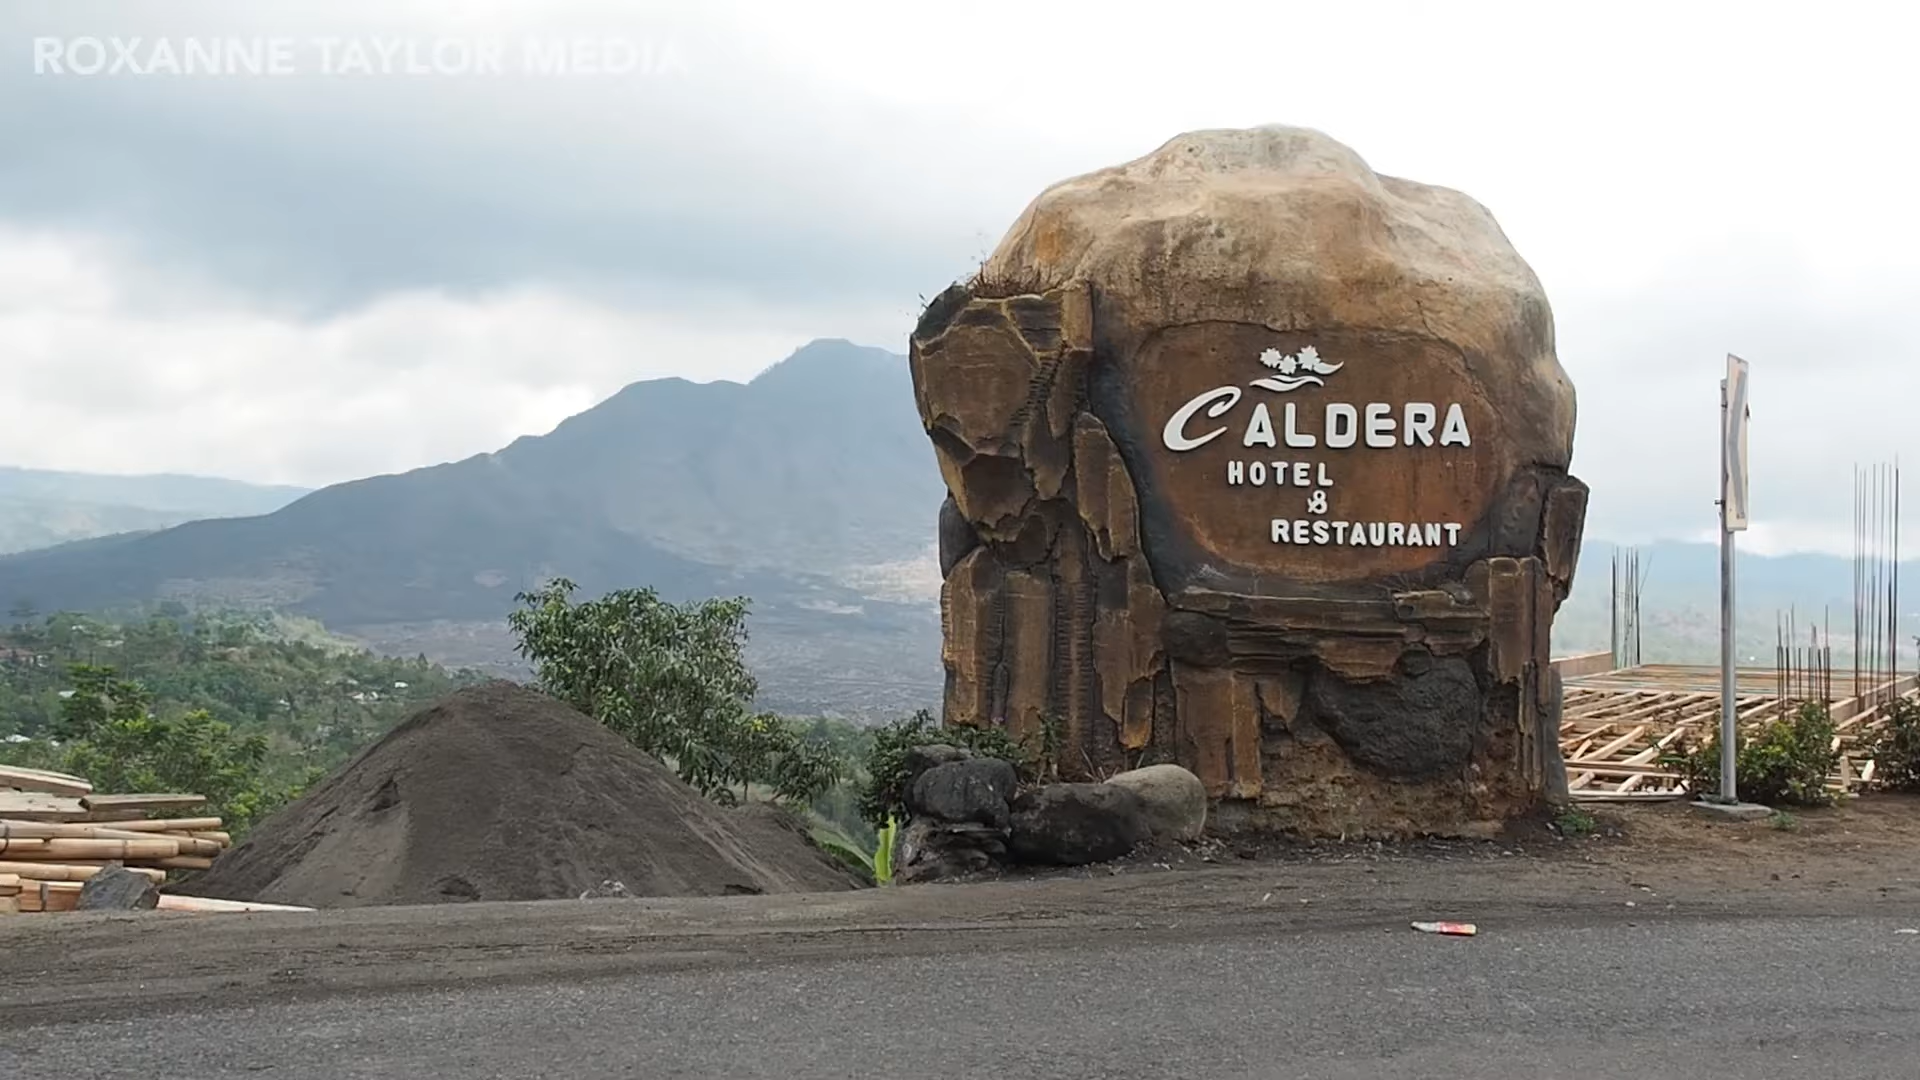 ROXANNE TAYLOR MEDIA
CALDERA
HOTEL
&
RESTAURANT